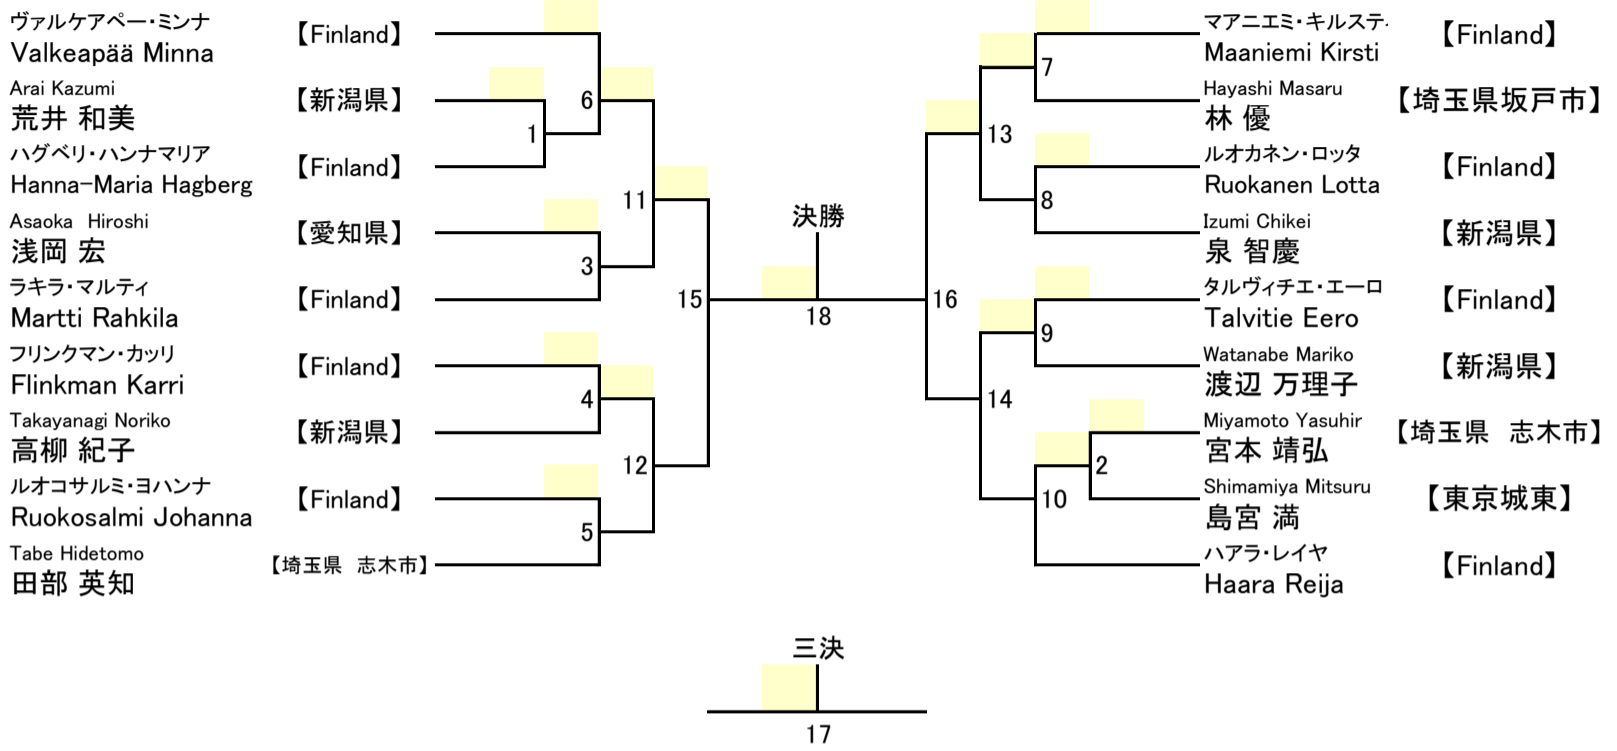 ヴァルケアペー・ミンナ
Valkeapää Minna
【Finland】
Arai Kazumi
荒井 和美
【新潟県】
ハグベリ・ハンナマリア
Hanna-Maria Hagberg
【Finland】
Asaoka Hiroshi
浅岡 宏
【愛知県】
ラキラ・マルティ
Martti Rahkila
【Finland】
フリンクマン・カッリ
Flinkman Karri
【Finland】
Takayanagi Noriko
高柳 紀子
【新潟県】
ルオコサルミ・ヨハンナ
Ruokosalmi Johanna
【Finland】
Tabe Hidetomo
田部 英知
【埼玉県 志木市】
1
6
3
11
4
5
12
15
決勝
18
16
13
7
8
14
9
2
10
マアニエミ・キルステ
Maaniemi Kirsti
【Finland】
Hayashi Masaru
林 優
【埼玉県坂戸市】
ルオカネン・ロッタ
Ruokanen Lotta
【Finland】
Izumi Chikei
泉 智慶
【新潟県】
タルヴィチエ・エーロ
Talvitie Eero
【Finland】
Watanabe Mariko
渡辺 万理子
【新潟県】
Miyamoto Yasuhir
宮本 靖弘
【埼玉県 志木市】
Shimamiya Mitsuru
島宮 満
【東京城東】
ハアラ・レイヤ
Haara Reija
【Finland】
三決
17